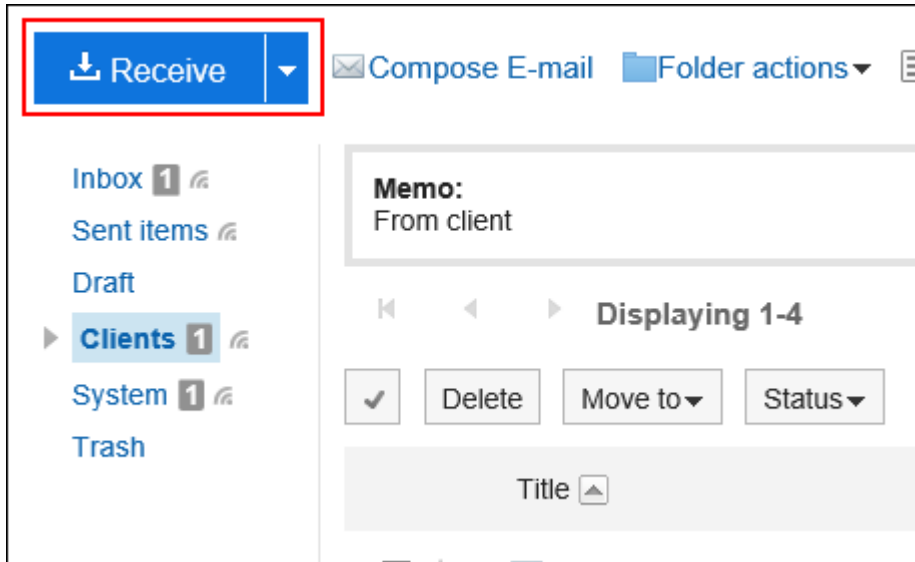 Receive
Compose E-mail
Folder actions
Inbox 1
Sent items
Draft
Clients 1
System 1
Trash
Memo:
From client
Displaying 1-4
Delete
Move to
Status
Title